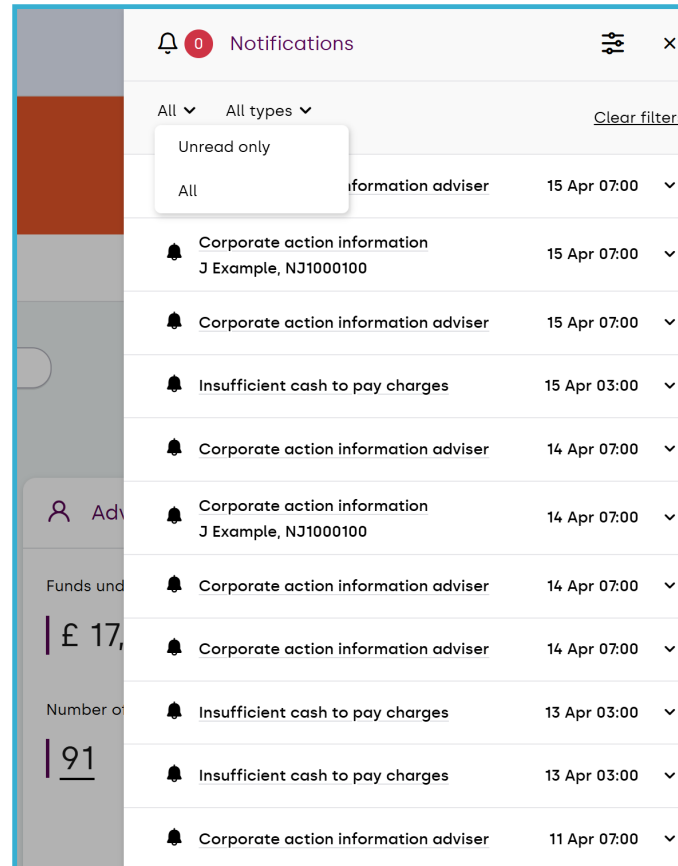 0 Notifications
All All types Clear filter
Unread only
All
formation adviser 15 Apr 07:00
Corporate action information
J Example, NJ1000100 15 Apr 07:00
Corporate action information adviser 15 Apr 07:00
Insufficient cash to pay charges 15 Apr 03:00
Corporate action information adviser 14 Apr 07:00
Corporate action information
J Example, NJ1000100 14 Apr 07:00
Corporate action information adviser 14 Apr 07:00
Corporate action information adviser 14 Apr 07:00
Insufficient cash to pay charges 13 Apr 03:00
Insufficient cash to pay charges 13 Apr 03:00
Corporate action information adviser 11 Apr 07:00
Adv
Funds und
£ 17,
Number of
91